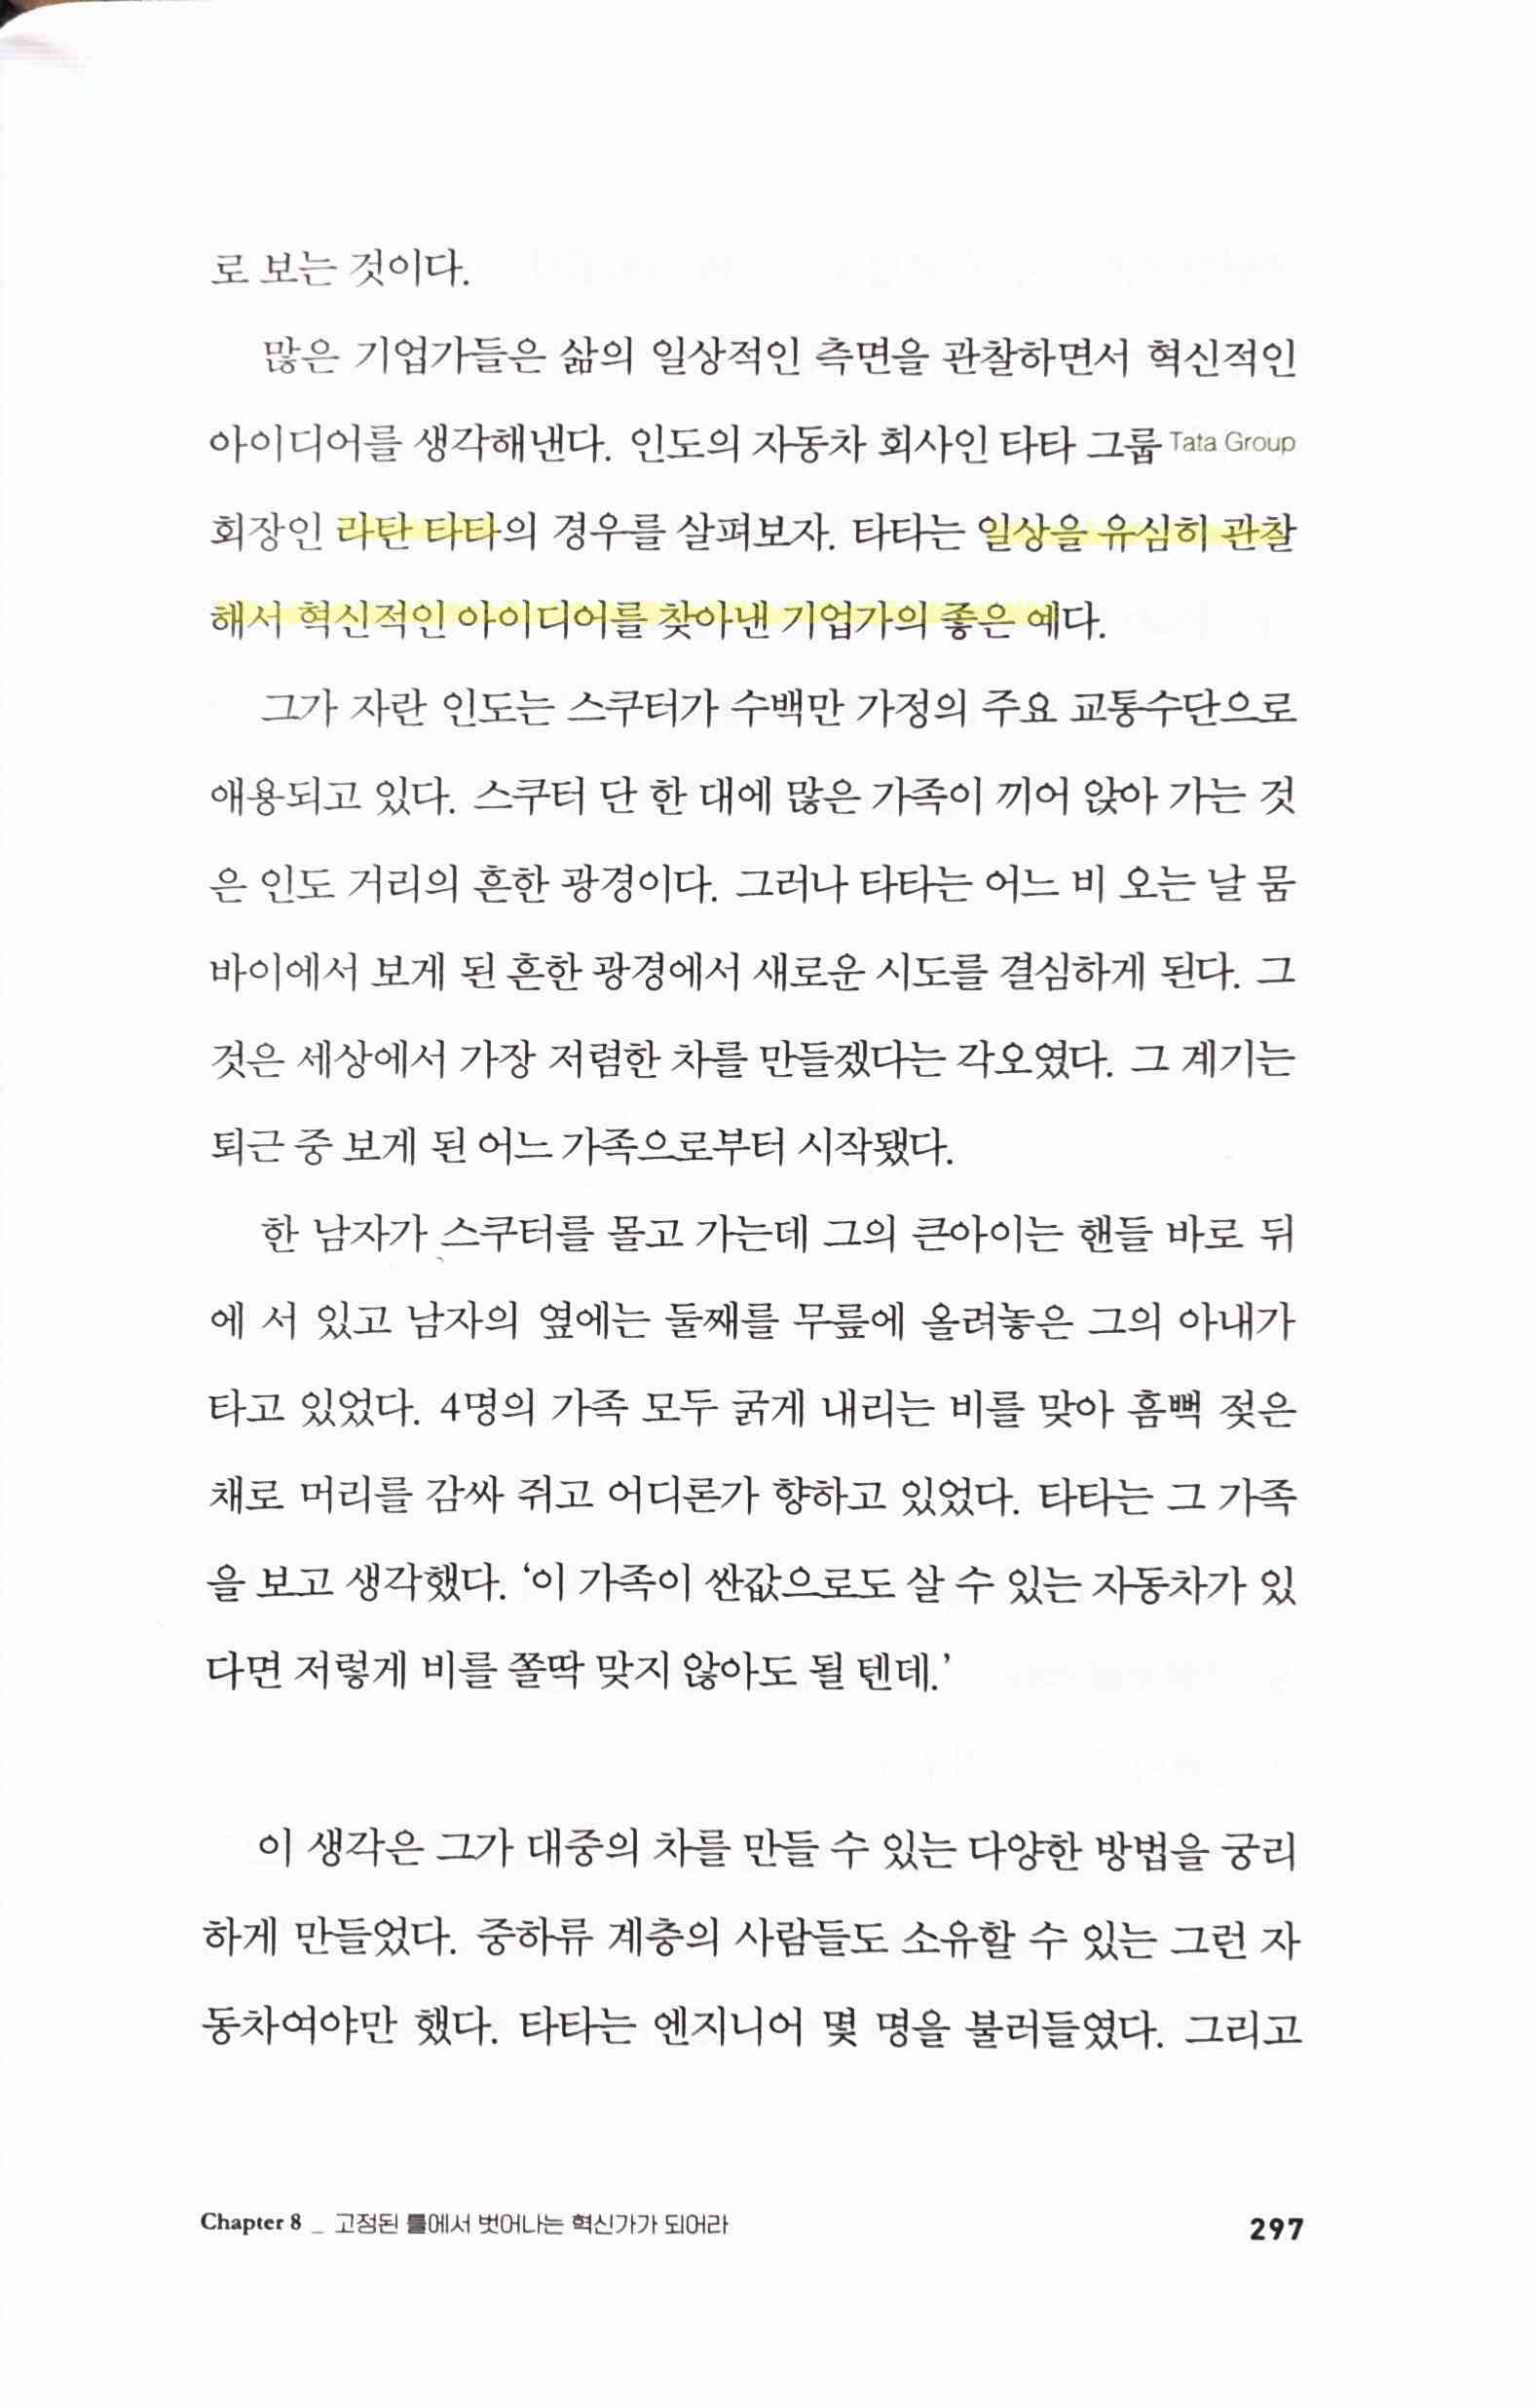 로 보는 것이다.
많은 기업가들은 삶의 일상적인 측면을 관찰하면서 혁신적인
아이디어를 생각해낸다. 인도의 자동차 회사인 타타 그룹 Tata Group
회장인 라탄 타타의 경우를 살펴보자. 타타는 일상을 유심히 관찰
해서 혁신적인 아이디어를 찾아낸 기업가의 좋은 예다.
그가 자란 인도는 스쿠터가 수백만 가정의 주요 교통수단으로
애용되고 있다. 스쿠터 단 한 대에 많은 가족이 끼어 앉아 가는 것
은 인도 거리의 흔한 광경이다. 그러나 타타는 어느 비 오는 날 뭄
바이에서 보게 된 흔한 광경에서 새로운 시도를 결심하게 된다. 그
것은 세상에서 가장 저렴한 차를 만들겠다는 각오였다. 그 계기는
퇴근 중 보게 된 어느 가족으로부터 시작됐다.
한 남자가 스쿠터를 몰고 가는데 그의 큰아이는 핸들 바로 뒤
에 서 있고 남자의 옆에는 둘째를 무릎에 올려놓은 그의 아내가
타고 있었다. 4명의 가족 모두 굵게 내리는 비를 맞아 흠뻑 젖은
채로 머리를 감싸 쥐고 어디론가 향하고 있었다. 타타는 그 가족
을 보고 생각했다. ‘이 가족이 싼값으로도 살 수 있는 자동차가 있
다면 저렇게 비를 쫄딱 맞지 않아도 될 텐데.’
이 생각은 그가 대중의 차를 만들 수 있는 다양한 방법을 궁리
하게 만들었다. 중하류 계층의 사람들도 소유할 수 있는 그런 자
동차여야만 했다. 타타는 엔지니어 몇 명을 불러들였다. 그리고
Chapter 8 _ 고정된 틀에서 벗어나는 혁신가가 되어라
297